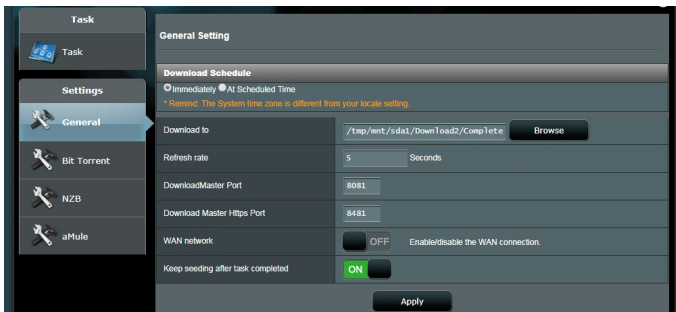 Task
Task
Settings
General
Bit Torrent
NZB
aMule
General Setting
Download Schedule
Immediately At Scheduled Time
* Remind: The System time zone is different from your locale setting.
Download to /tmp/mnt/sda1/Download2/Complete Browse
Refresh rate 5 Seconds
DownloadMaster Port 8081
Download Master Https Port 8481
WAN network OFF Enable/disable the WAN connection.
Keep seeding after task completed ON
Apply